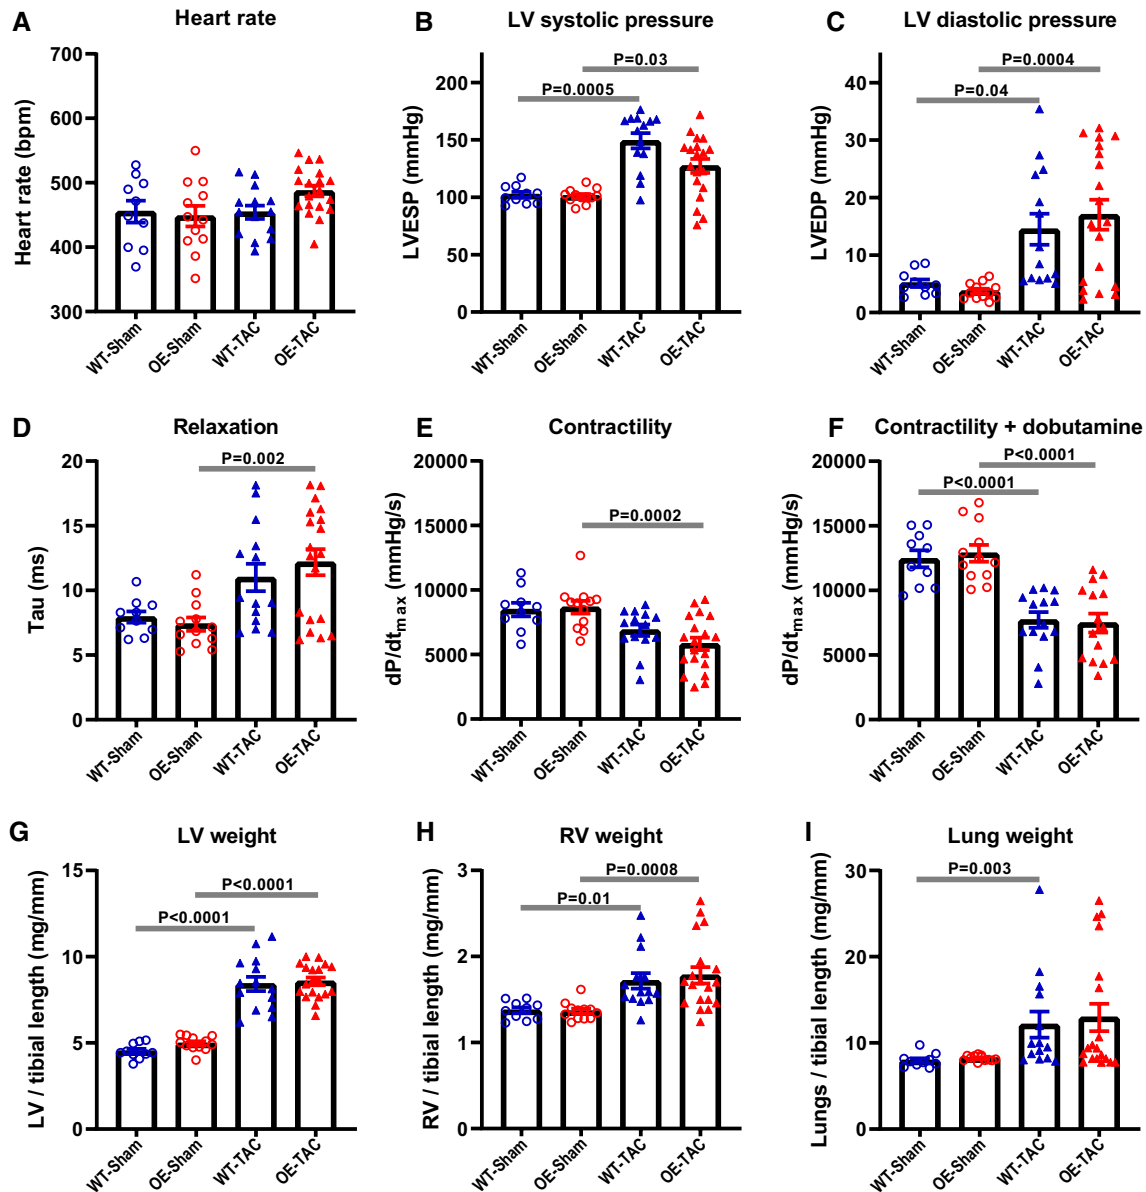 A
Heart rate
Heart rate (bpm)
700
600
500
400
300
WT-Sham
OE-Sham
WT-TAC
OE-TAC
B
LV systolic pressure
LVESP (mmHg)
200
150
100
50
0
P=0.03
P=0.0005
WT-Sham
OE-Sham
WT-TAC
OE-TAC
C
LV diastolic pressure
LVEDP (mmHg)
40
30
20
10
0
P=0.0004
P=0.04
WT-Sham
OE-Sham
WT-TAC
OE-TAC
D
Relaxation
Tau (ms)
20
15
10
5
0
P=0.002
WT-Sham
OE-Sham
WT-TAC
OE-TAC
E
Contractility
dP/dtmax (mmHg/s)
20000
15000
10000
5000
0
P=0.0002
WT-Sham
OE-Sham
WT-TAC
OE-TAC
F
Contractility + dobutamine
dP/dtmax (mmHg/s)
20000
15000
10000
5000
0
P<0.0001
P<0.0001
WT-Sham
OE-Sham
WT-TAC
OE-TAC
G
LV weight
LV / tibial length (mg/mm)
15
10
5
0
P<0.0001
P<0.0001
WT-Sham
OE-Sham
WT-TAC
OE-TAC
H
RV weight
RV / tibial length (mg/mm)
3
2
1
0
P=0.0008
P=0.01
WT-Sham
OE-Sham
WT-TAC
OE-TAC
I
Lung weight
Lungs / tibial length (mg/mm)
30
20
10
0
P=0.003
WT-Sham
OE-Sham
WT-TAC
OE-TAC